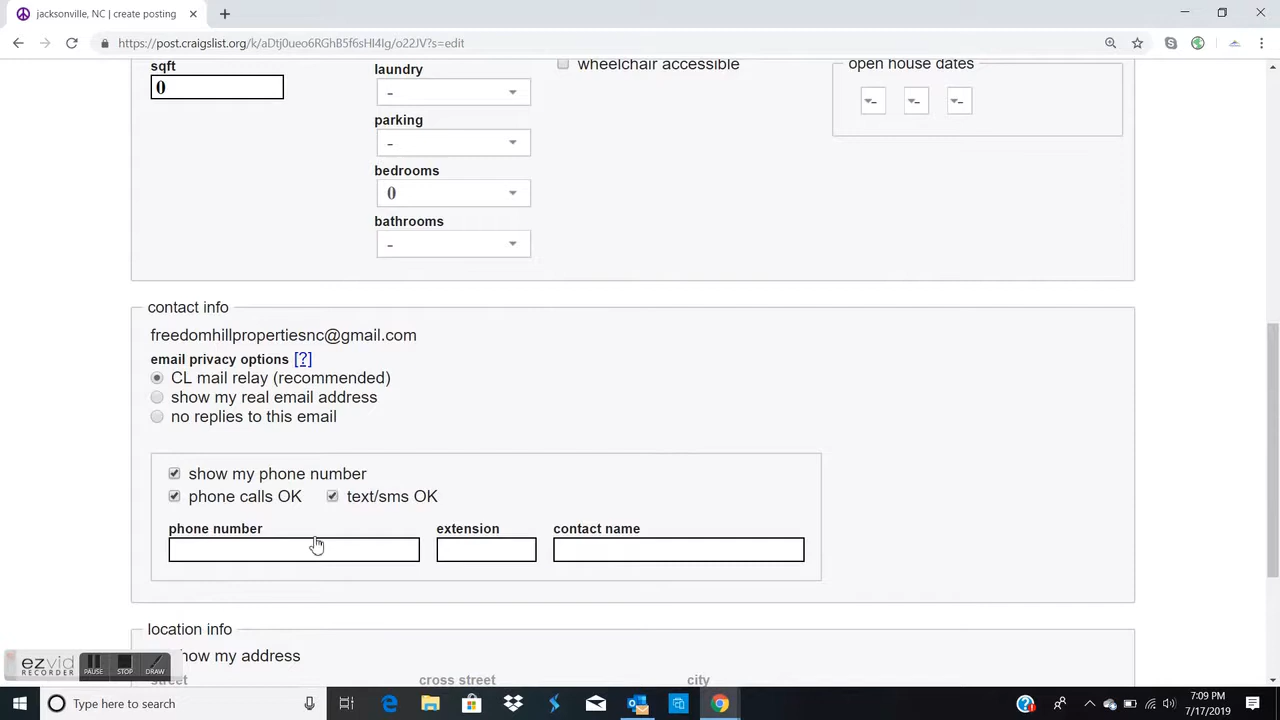 jacksonville, NC | create posting
https://post.craigslist.org/k/aDtj0ueo6RGhB5f6sHI4Ig/o22JV?s=edit
sqft
0
laundry
-
parking
-
bedrooms
0
bathrooms
-
wheelchair accessible
open house dates
- - -
contact info
freedomhillpropertiesnc@gmail.com
email privacy options [?]
CL mail relay (recommended)
show my real email address
no replies to this email
show my phone number
phone calls OK text/sms OK
phone number extension contact name
location info
show my address
street cross street city
ezvid
RECORDER
PAUSE STOP DRAW
Type here to search
7:09 PM
7/17/2019